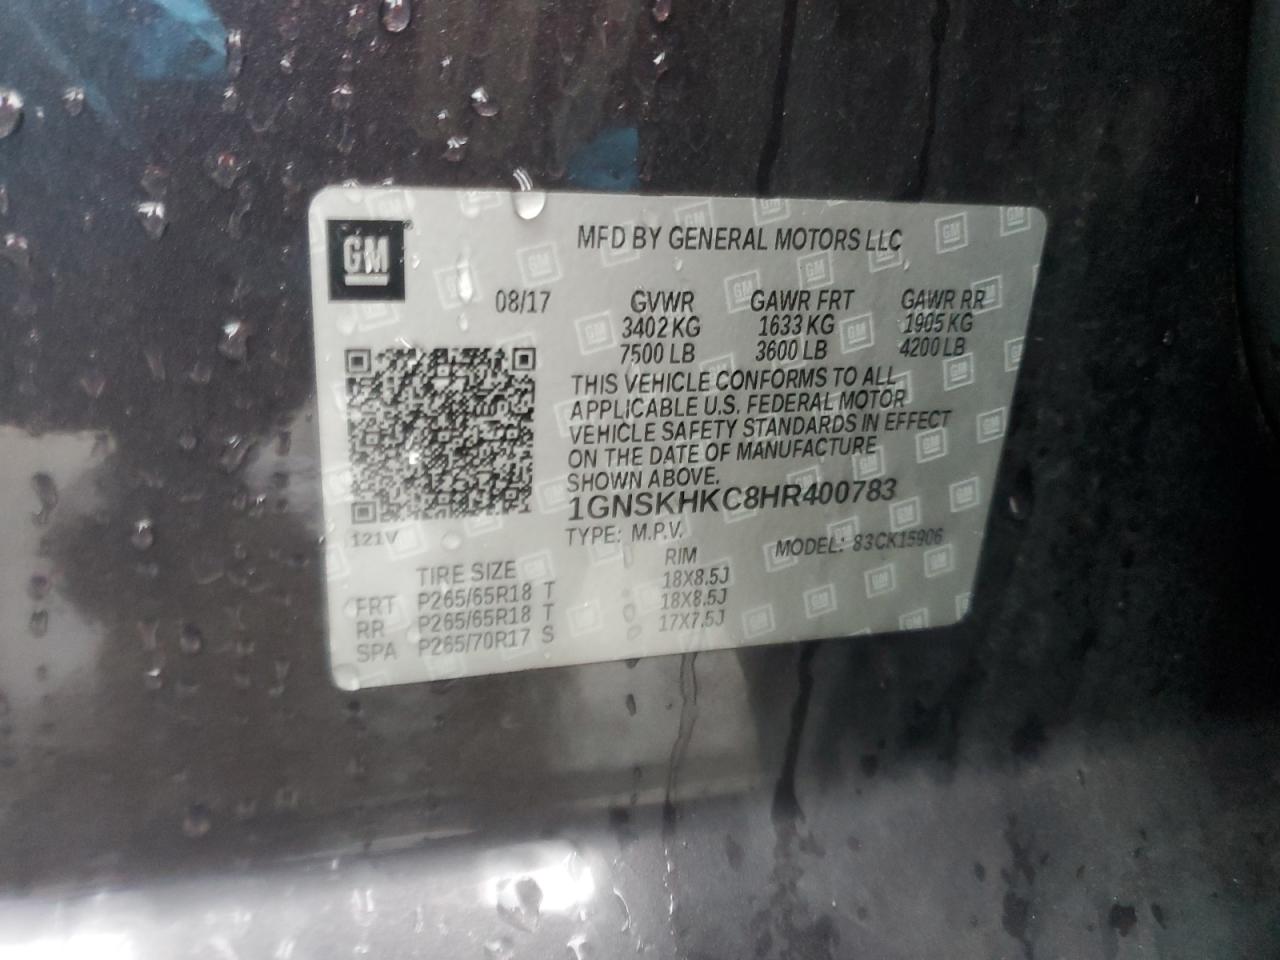 GM
MFD BY GENERAL MOTORS LLC
08/17 GVWR GAWR FRT GAWR RR
3402 KG 1633 KG 1905 KG
7500 LB 3600 LB 4200 LB
THIS VEHICLE CONFORMS TO ALL
APPLICABLE U.S. FEDERAL MOTOR
VEHICLE SAFETY STANDARDS IN EFFECT
ON THE DATE OF MANUFACTURE
SHOWN ABOVE.
1GNSKHKC8HR400783
121V TYPE: M.P.V. MODEL: 83CK15906
TIRE SIZE RIM
FRT P265/65R18 T 18X8.5J
RR P265/65R18 T 18X8.5J
SPA P265/70R17 S 17X7.5J